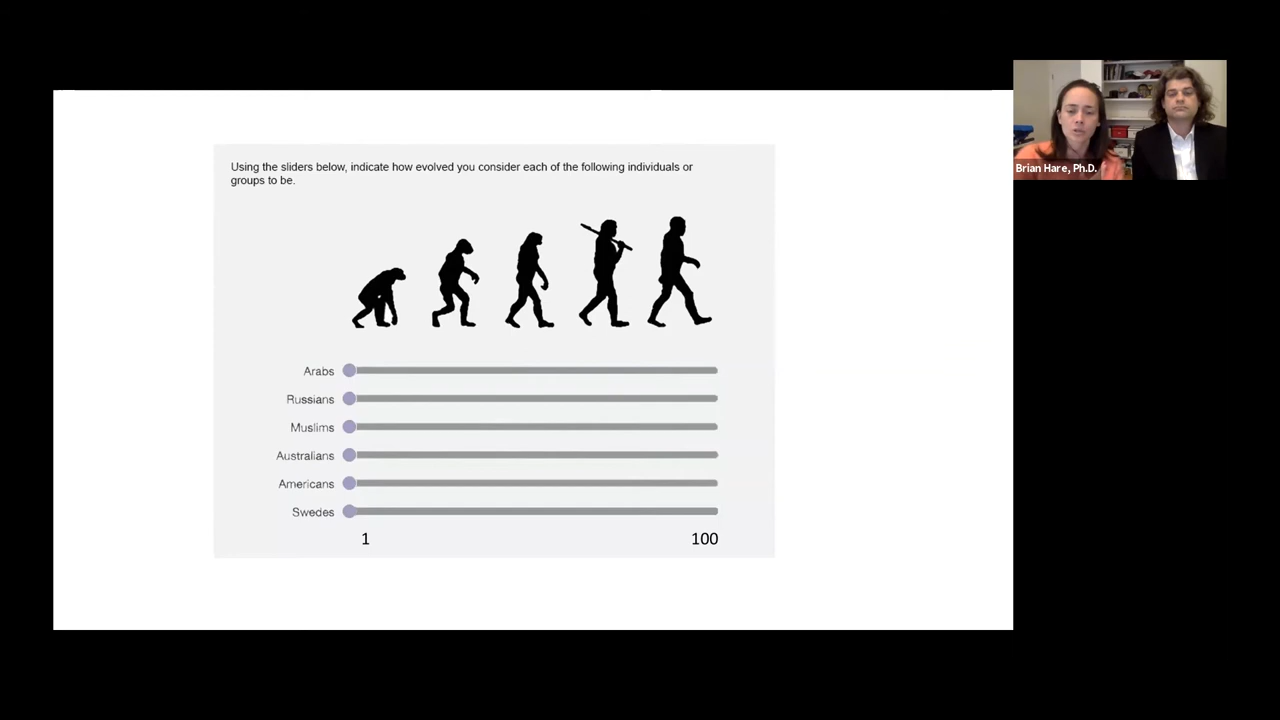 Using the sliders below, indicate how evolved you consider each of the following individuals or
groups to be.
Arabs
Russians
Muslims
Australians
Americans
Swedes
1 100
Brian Hare, Ph.D.